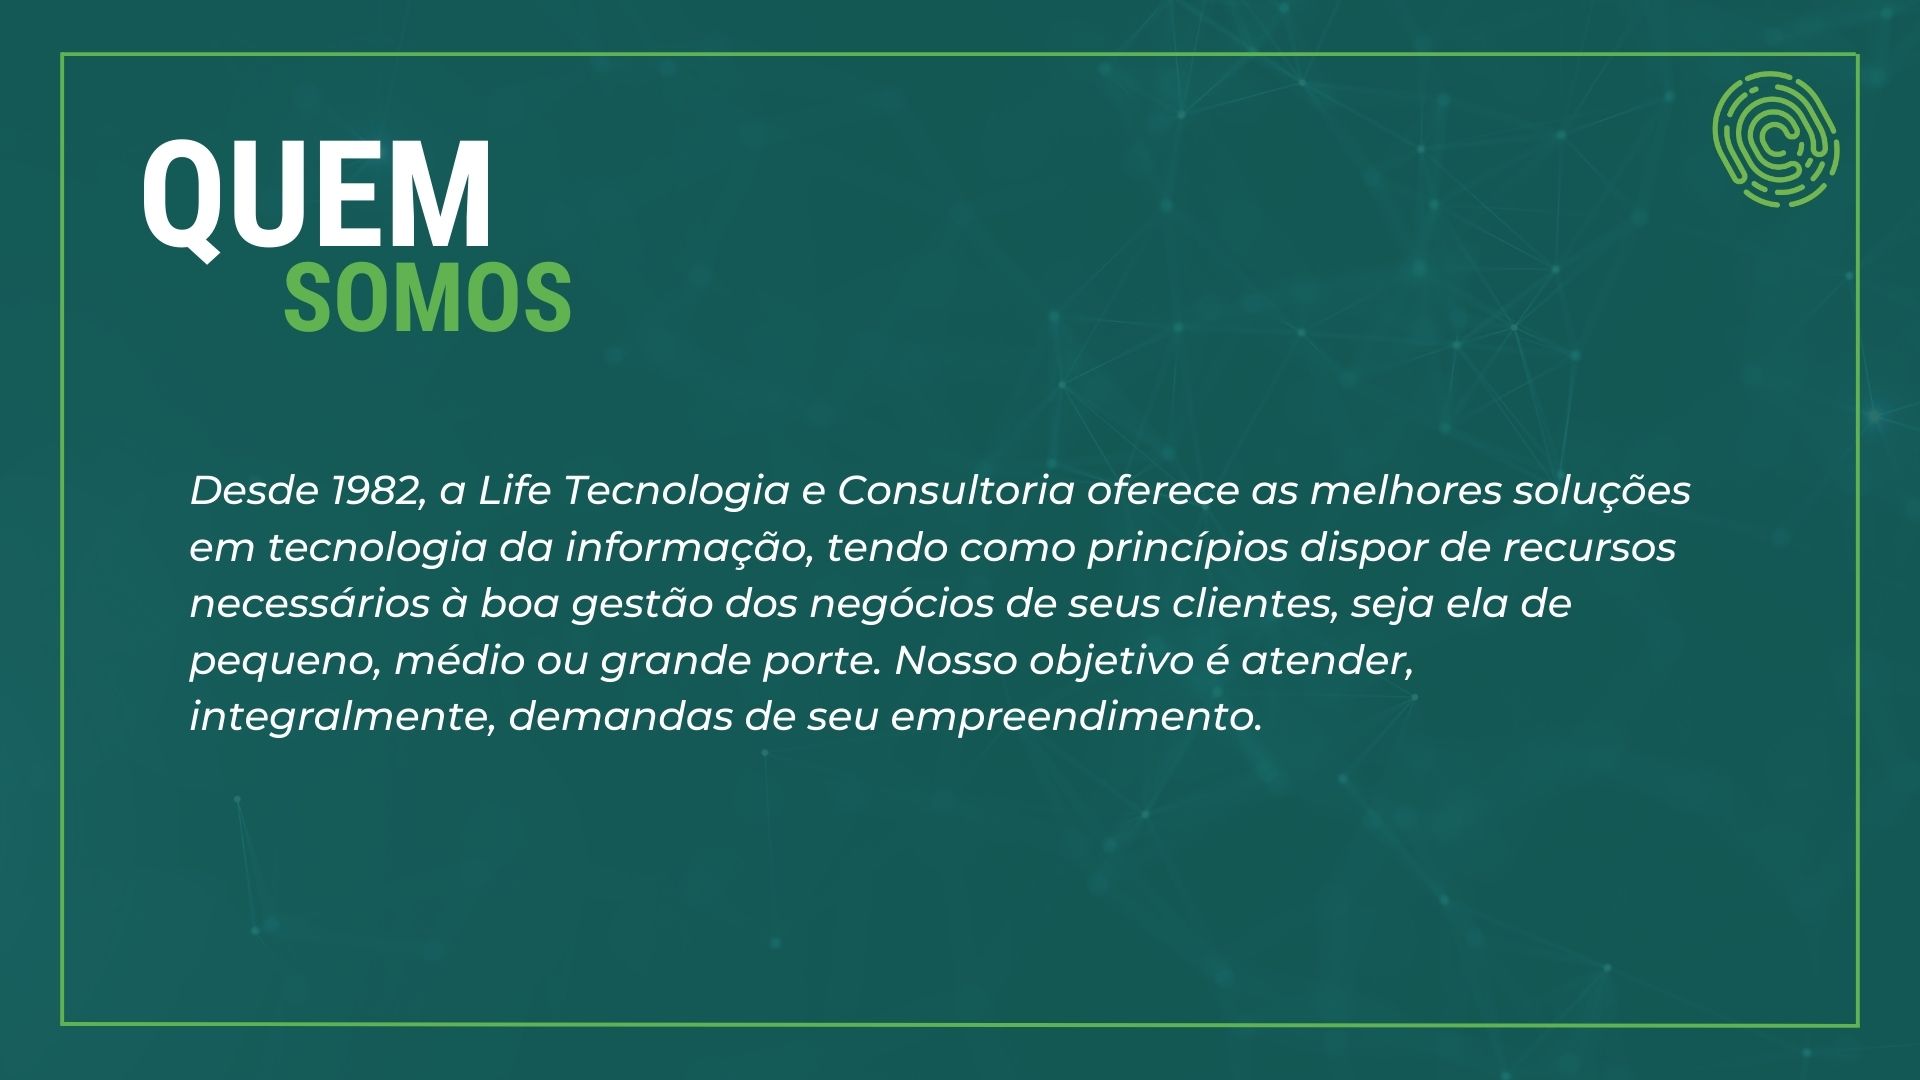 QUEM
SOMOS
Desde 1982, a Life Tecnologia e Consultoria oferece as melhores soluções
em tecnologia da informação, tendo como princípios dispor de recursos
necessários à boa gestão dos negócios de seus clientes, seja ela de
pequeno, médio ou grande porte. Nosso objetivo é atender,
integralmente, demandas de seu empreendimento.